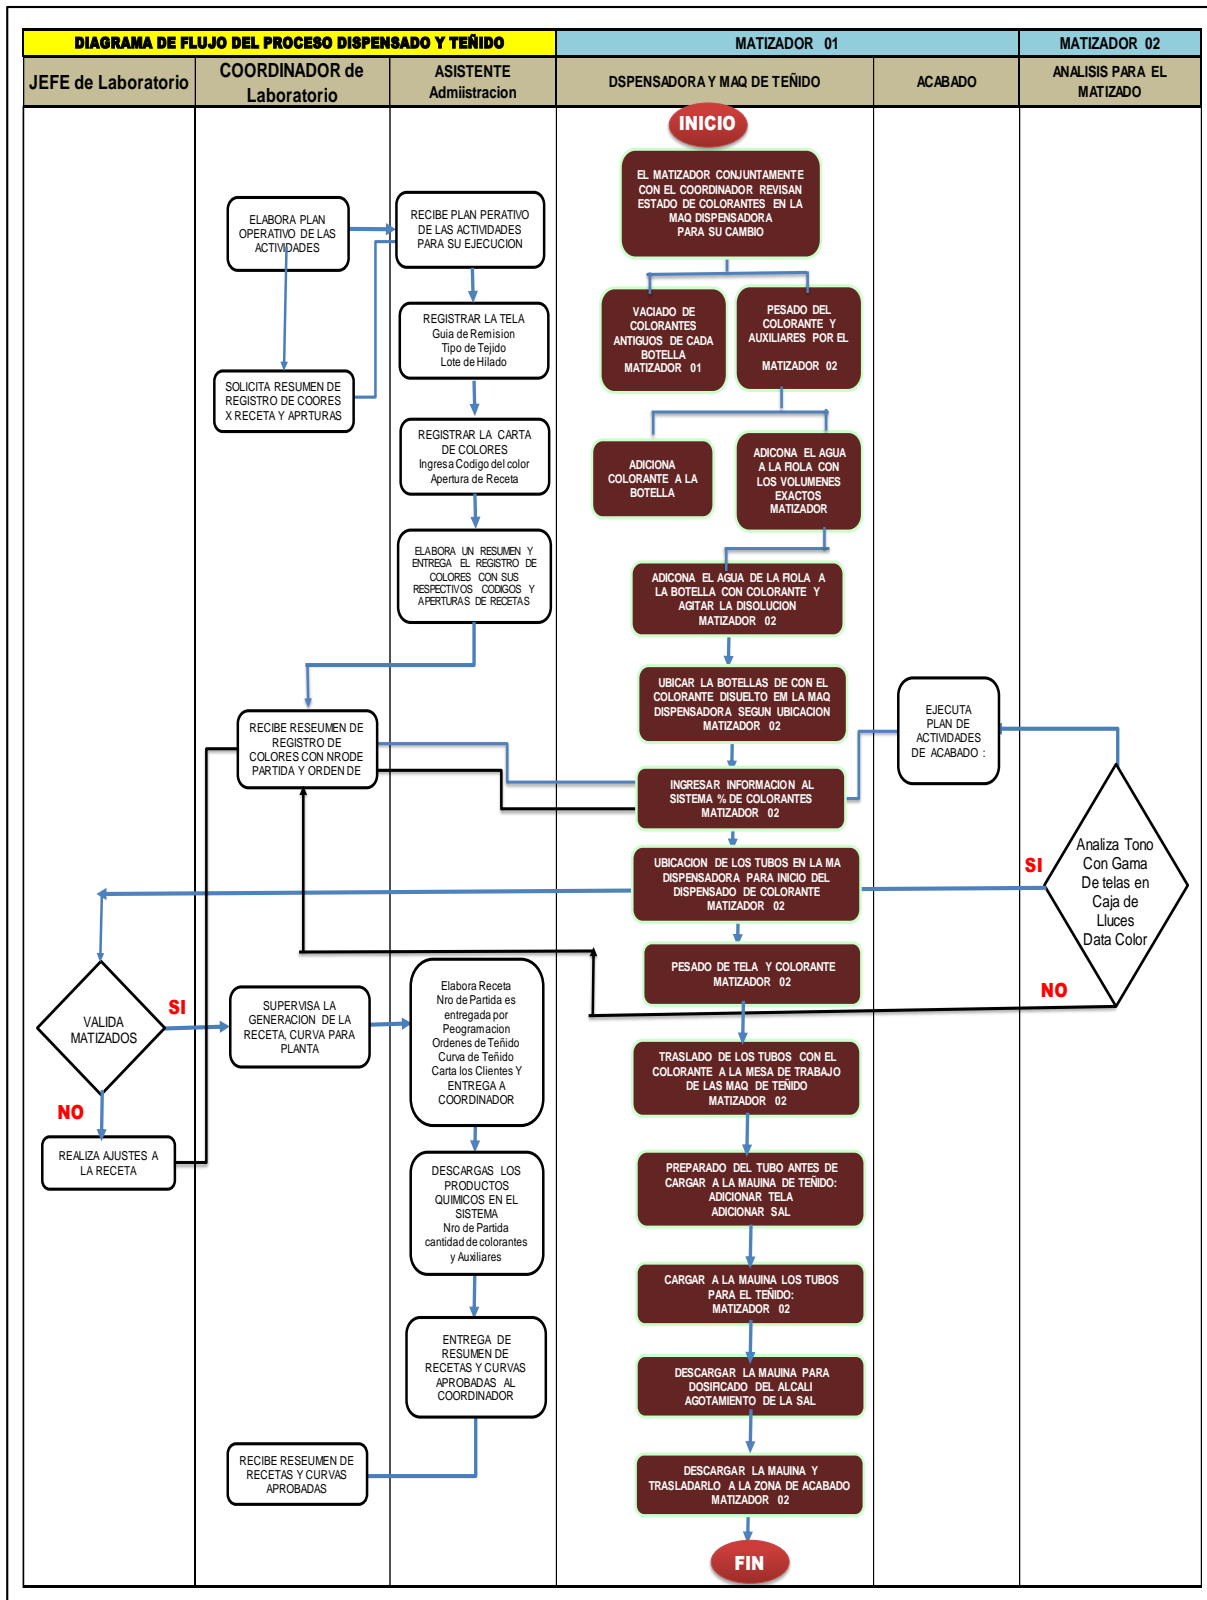 DIAGRAMA DE FLUJO DEL PROCESO DISPENSADO Y TEÑIDO
MATIZADOR 01
MATIZADOR 02
JEFE de Laboratorio
COORDINADOR de
Laboratorio
ASISTENTE
Admiistracion
DSPENSADORA Y MAQ DE TEÑIDO
ACABADO
ANALISIS PARA EL
MATIZADO
INICIO
EL MATIZADOR CONJUNTAMENTE
CON EL COORDINADOR REVISAN
ESTADO DE COLORANTES EN LA
MAQ DISPENSADORA
PARA SU CAMBIO
ELABORA PLAN
OPERATIVO DE LAS
ACTIVIDADES
RECIBE PLAN PERATIVO
DE LAS ACTIVIDADES
PARA SU EJECUCION
VACIADO DE
COLORANTES
ANTIGUOS DE CADA
BOTELLA
MATIZADOR 01
PESADO DEL
COLORANTE Y
AUXILIARES POR EL
MATIZADOR 02
REGISTRAR LA TELA
Guia de Remision
Tipo de Tejido
Lote de Hilado
SOLICITA RESUMEN DE
REGISTRO DE COORES
X RECETA Y APRTURAS
REGISTRAR LA CARTA
DE COLORES
Ingresa Codigo del color
Apertura de Receta
ADICIONA
COLORANTE A LA
BOTELLA
ADICONA EL AGUA
A LA FIOLA CON
LOS VOLUMENES
EXACTOS
MATIZADOR
ELABORA UN RESUMEN Y
ENTREGA EL REGISTRO DE
COLORES CON SUS
RESPECTIVOS CODIGOS Y
APERTURAS DE RECETAS
ADICONA EL AGUA DE LA FIOLA A
LA BOTELLA CON COLORANTE Y
AGITAR LA DISOLUCION
MATIZADOR 02
UBICAR LA BOTELLAS DE CON EL
COLORANTE DISUELTO EM LA MAQ
DISPENSADORA SEGUN UBICACION
MATIZADOR 02
EJECUTA
PLAN DE
ACTIVIDADES
DE ACABADO :
RECIBE RESEUMEN DE
REGISTRO DE
COLORES CON NRODE
PARTIDA Y ORDEN DE
INGRESAR INFORMACION AL
SISTEMA % DE COLORANTES
MATIZADOR 02
UBICACION DE LOS TUBOS EN LA MA
DISPENSADORA PARA INICIO DEL
DISPENSADO DE COLORANTE
MATIZADOR 02
SI
Analiza Tono
Con Gama
De telas en
Caja de
Lluces
Data Color
NO
PESADO DE TELA Y COLORANTE
MATIZADOR 02
VALIDA
MATIZADOS
SI
NO
SUPERVISA LA
GENERACION DE LA
RECETA, CURVA PARA
PLANTA
Elabora Receta
Nro de Partida es
entregada por
Peogramacion
Ordenes de Teñido
Curva de Teñido
Carta los Clientes Y
ENTREGA A
COORDINADOR
TRASLADO DE LOS TUBOS CON EL
COLORANTE A LA MESA DE TRABAJO
DE LAS MAQ DE TEÑIDO
MATIZADOR 02
REALIZA AJUSTES A
LA RECETA
DESCARGAS LOS
PRODUCTOS
QUIMICOS EN EL
SISTEMA
Nro de Partida
cantidad de colorantes
y Auxiliares
PREPARADO DEL TUBO ANTES DE
CARGAR A LA MAUINA DE TEÑIDO:
ADICIONAR TELA
ADICIONAR SAL
CARGAR A LA MAUINA LOS TUBOS
PARA EL TEÑIDO:
MATIZADOR 02
ENTREGA DE
RESUMEN DE
RECETAS Y CURVAS
APROBADAS AL
COORDINADOR
DESCARGAR LA MAUINA PARA
DOSIFICADO DEL ALCALI
AGOTAMIENTO DE LA SAL
RECIBE RESEUMEN DE
RECETAS Y CURVAS
APROBADAS
DESCARGAR LA MAUINA Y
TRASLADARLO A LA ZONA DE ACABADO
MATIZADOR 02
FIN